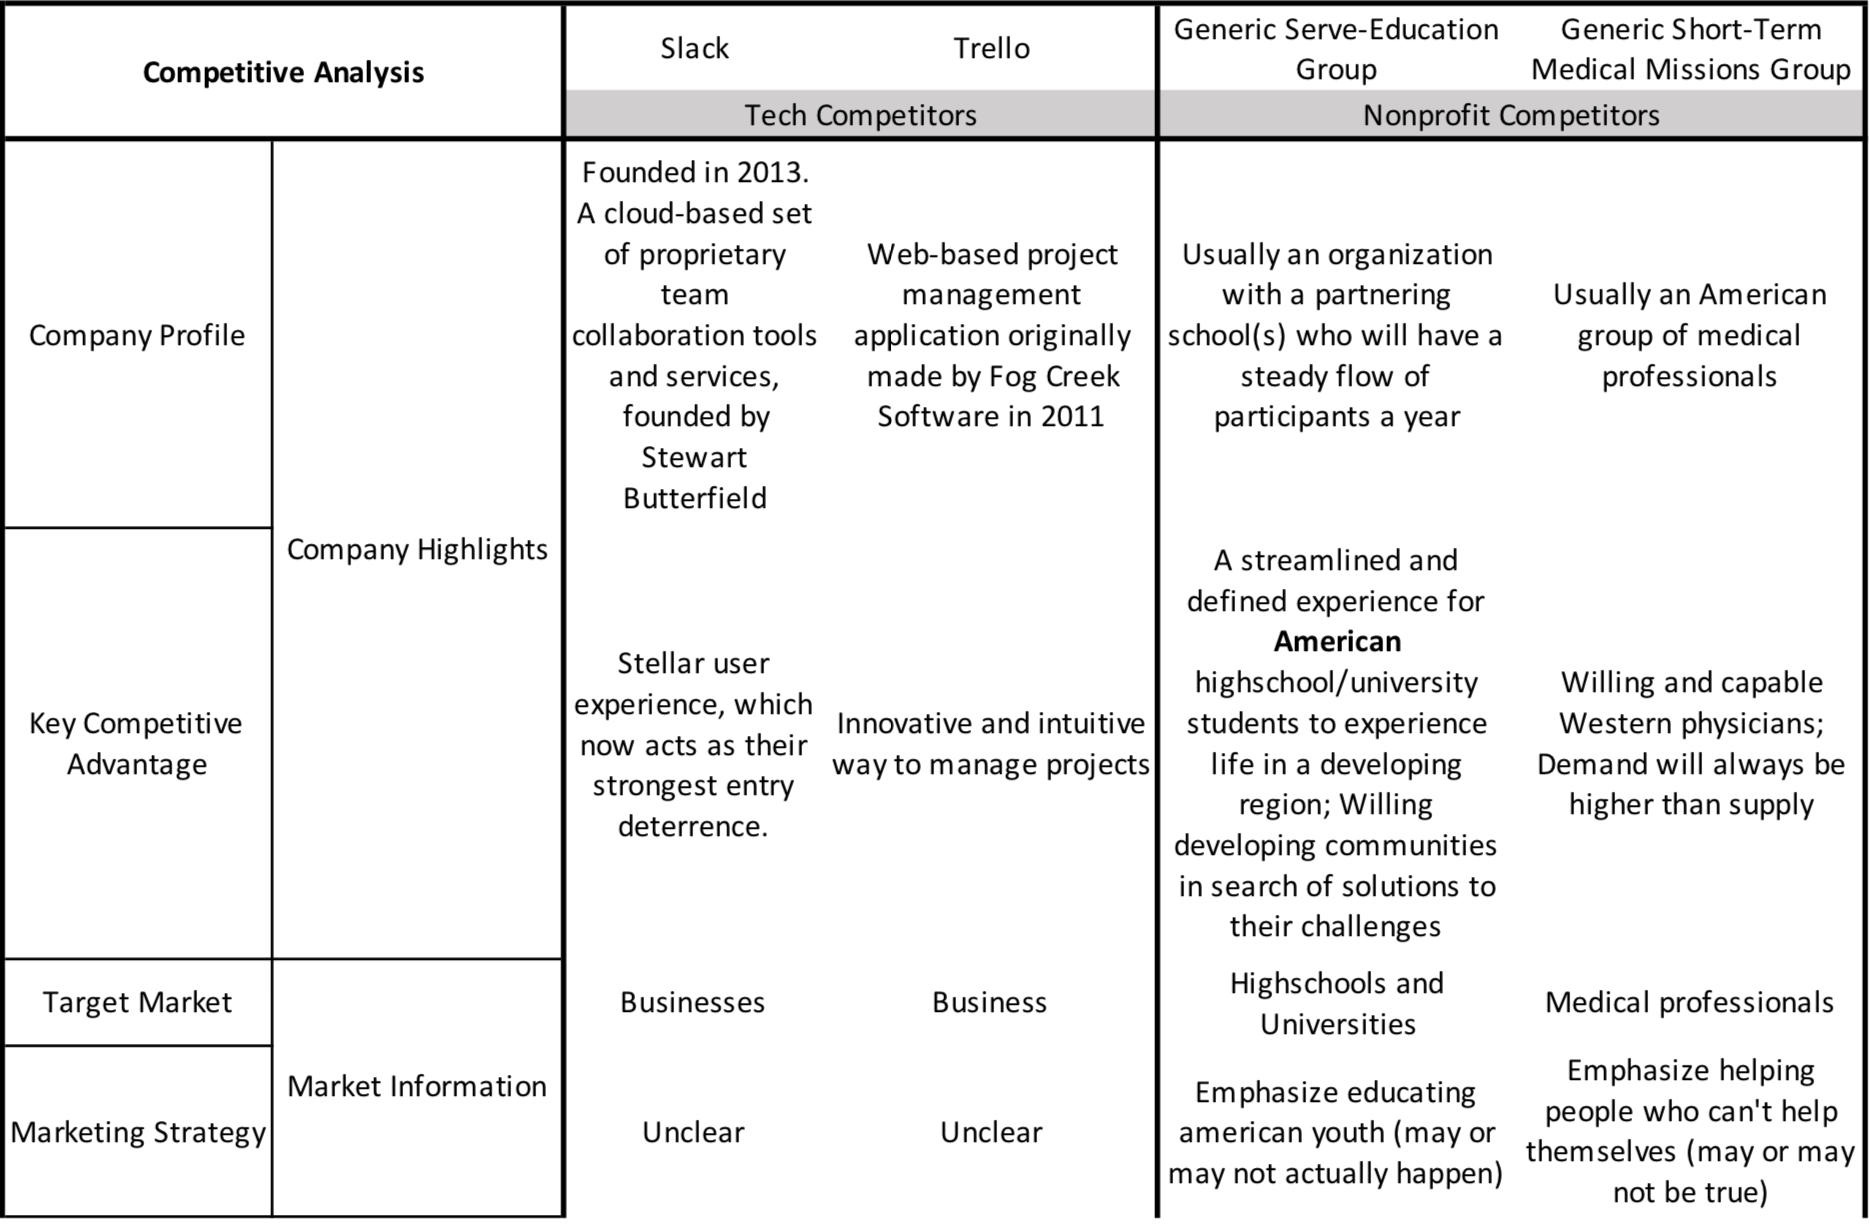 Competitive Analysis
Slack
Trello
Generic Serve-Education
Group
Generic Short-Term
Medical Missions Group
Tech Competitors
Nonprofit Competitors
Company Profile
Company Highlights
Founded in 2013.
A cloud-based set
of proprietary
team
collaboration tools
and services,
founded by
Stewart
Butterfield
Web-based project
management
application originally
made by Fog Creek
Software in 2011
Usually an organization
with a partnering
school(s) who will have a
steady flow of
participants a year
Usually an American
group of medical
professionals
Key Competitive
Advantage
Stellar user
experience, which
now acts as their
strongest entry
deterrence.
Innovative and intuitive
way to manage projects
A streamlined and
defined experience for
American
highschool/university
students to experience
life in a developing
region; Willing
developing communities
in search of solutions to
their challenges
Willing and capable
Western physicians;
Demand will always be
higher than supply
Target Market
Market Information
Businesses
Business
Highschools and
Universities
Medical professionals
Marketing Strategy
Unclear
Unclear
Emphasize educating
american youth (may or
may not actually happen)
Emphasize helping
people who can't help
themselves (may or may
not be true)